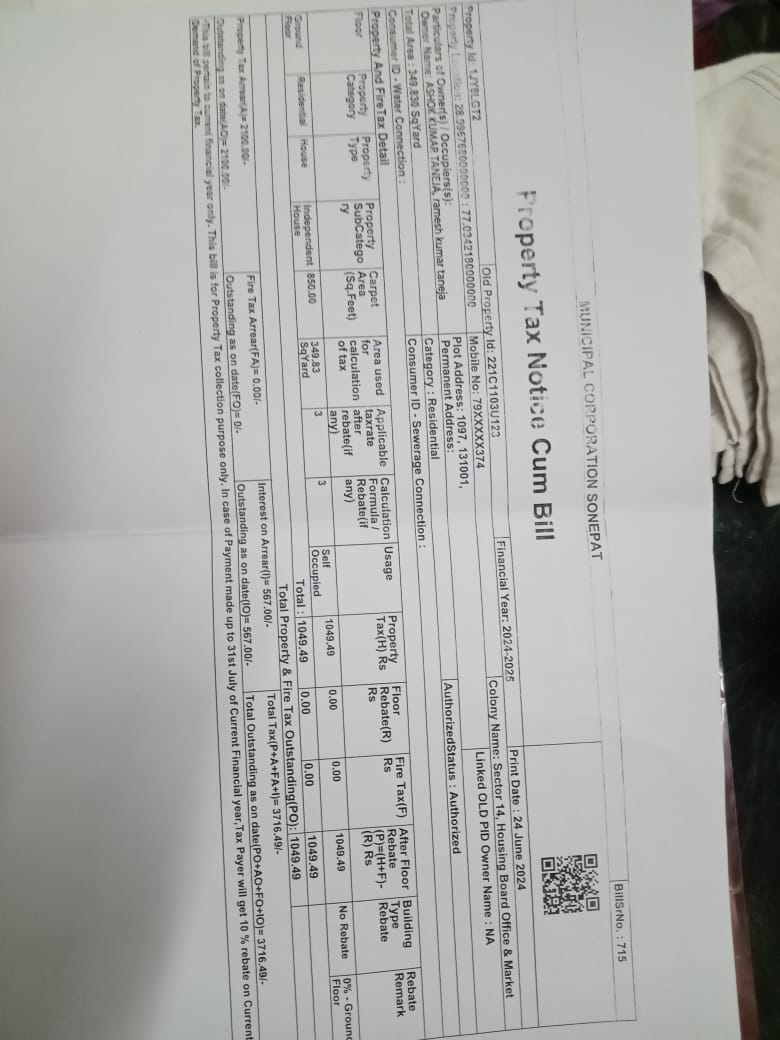 BillSrNo. : 715
MUNICIPAL CORPORATION SONEPAT
Property Tax Notice Cum Bill
Print Date : 24 June 2024
Old Property Id: 221C1103U123
Financial Year: 2024-2025
Colony Name: Sector 14, Housing Board Office & Market
Property Id:
Mobile No: 79XXXXX374
Linked OLD PID Owner Name : NA
: 77.0342180000000
Plot Address: 1097, 131001,
Particulars of Owner(s) / Occupiers(s):
Permanent Address:
AuthorizedStatus : Authorized
Owner Name: ASHOK KUMAR TANEJA, ramesh kumar taneja
Total Area : 349.830 SqYard
Category : Residential
Consumer ID - Water Connection :
Consumer ID - Sewerage Connection :
Property And FireTax Detail
Floor
Property Category
Property Type
Property SubCatego ry
Carpet Area (Sq.Feet)
Area used for calculation of tax
Applicable taxrate after rebate(if any)
Calculation Formula / Rebate(if any)
Usage
Property Tax(H) Rs
Floor Rebate(R) Rs
Fire Tax(F) Rs
After Floor Rebate (P)=(H+F)-(R) Rs
Building Type Rebate
Rebate Remark
Ground Floor
Residential
House
Independent House
850.00
349.83 SqYard
3
3
Self Occupied
1049.49
0.00
0.00
1049.49
No Rebate
0% - Ground Floor
Total : 1049.49
0.00
0.00
1049.49
Total Property & Fire Tax Outstanding(PO): 1049.49
Property Tax Arrear(A)= 2100.00/-
Fire Tax Arrear(FA)= 0.00/-
Interest on Arrear(I)= 567.00/-
Total Tax(P+A+FA+I)= 3716.49/-
Outstanding as on date(AO)= 2100.00/-
Outstanding as on date(FO)= 0/-
Outstanding as on date(IO)= 567.00/-
Total Outstanding as on date(PO+AO+FO+IO)= 3716.49/-
*This bill pertain to current financial year only. This bill is for Property Tax collection purpose only. In case of Payment made up to 31st July of Current Financial year,Tax Payer will get 10 % rebate on Current
Demand of Property Tax.